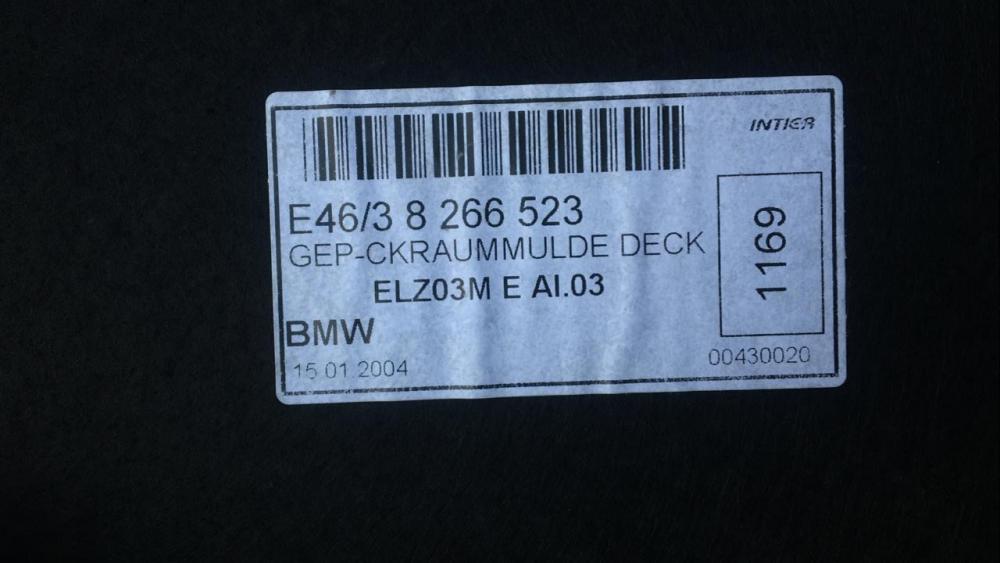 INTIER
E46/3 8 266 523
GEP-CKRAUMMULDE DECK
ELZ03M E AI.03
1169
BMW
15.01.2004
00430020